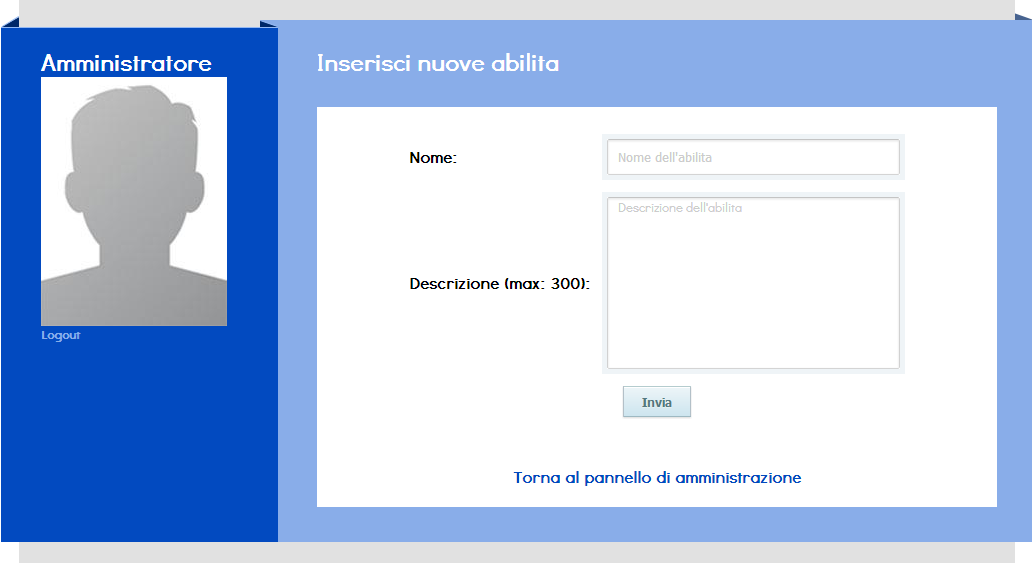 Amministratore
Logout
Inserisci nuove abilita
Nome:
Nome dell'abilita
Descrizione (max: 300):
Descrizione dell'abilita
Invia
Torna al pannello di amministrazione